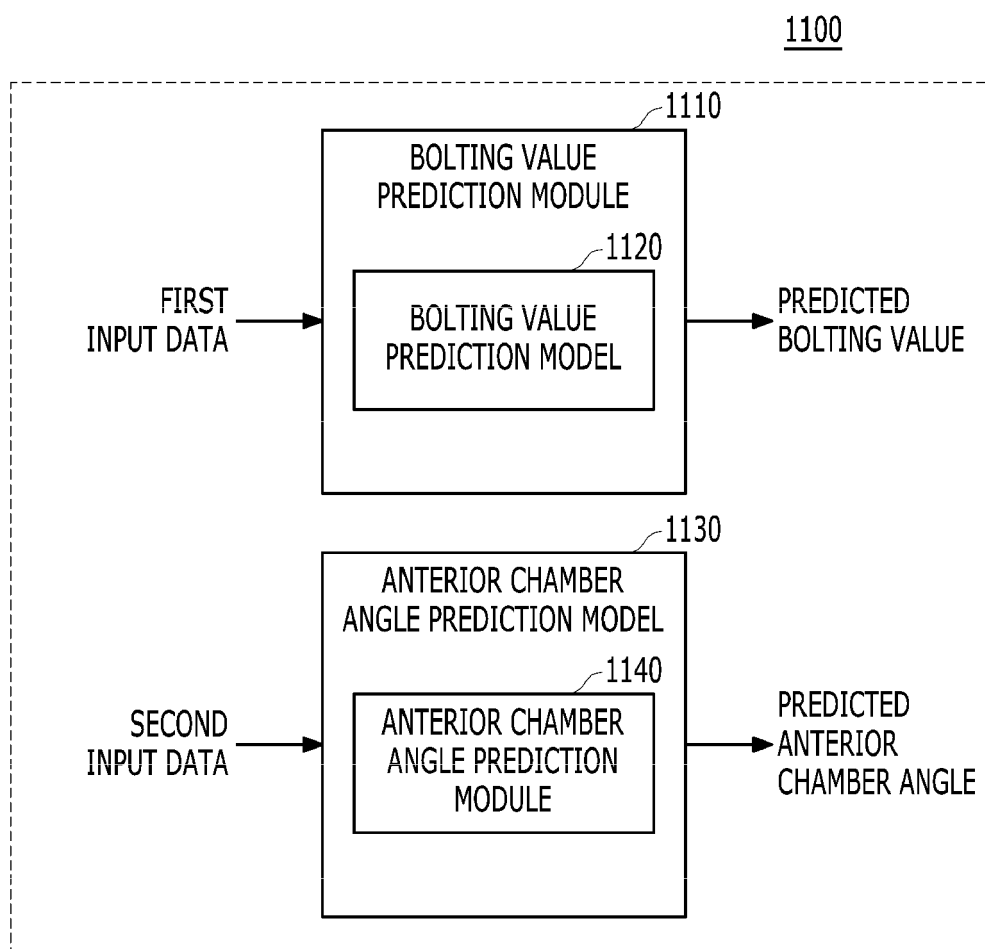 1100
1110
BOLTING VALUE
PREDICTION MODULE
1120
FIRST
INPUT DATA
BOLTING VALUE
PREDICTION MODEL
PREDICTED
BOLTING VALUE
1130
ANTERIOR CHAMBER
ANGLE PREDICTION MODEL
1140
SECOND
INPUT DATA
ANTERIOR CHAMBER
ANGLE PREDICTION
MODULE
PREDICTED
ANTERIOR
CHAMBER ANGLE